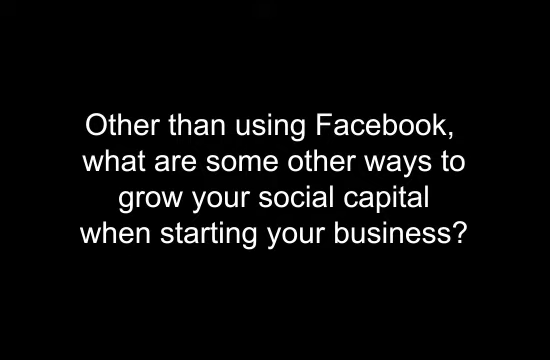 Other than using Facebook,
what are some other ways to
grow your social capital
when starting your business?